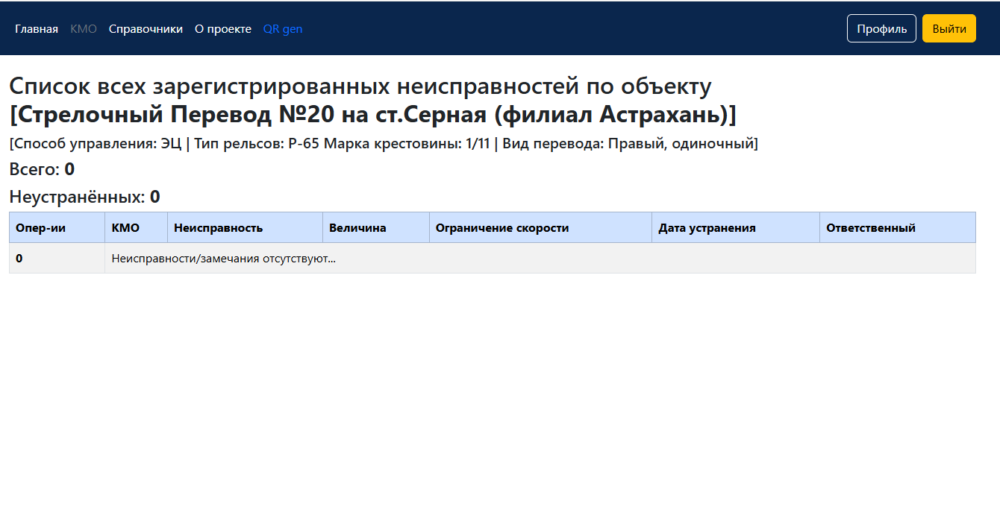 Главная КМО Справочники О проекте QR gen Профиль Выйти
Список всех зарегистрированных неисправностей по объекту
[Стрелочный Перевод №20 на ст.Серная (филиал Астрахань)]
[Способ управления: ЭЦ | Тип рельсов: Р-65 Марка крестовины: 1/11 | Вид перевода: Правый, одиночный]
Всего: 0
Неустранённых: 0
Опер-ии КМО Неисправность Величина Ограничение скорости Дата устранения Ответственный
0 Неисправности/замечания отсутствуют...